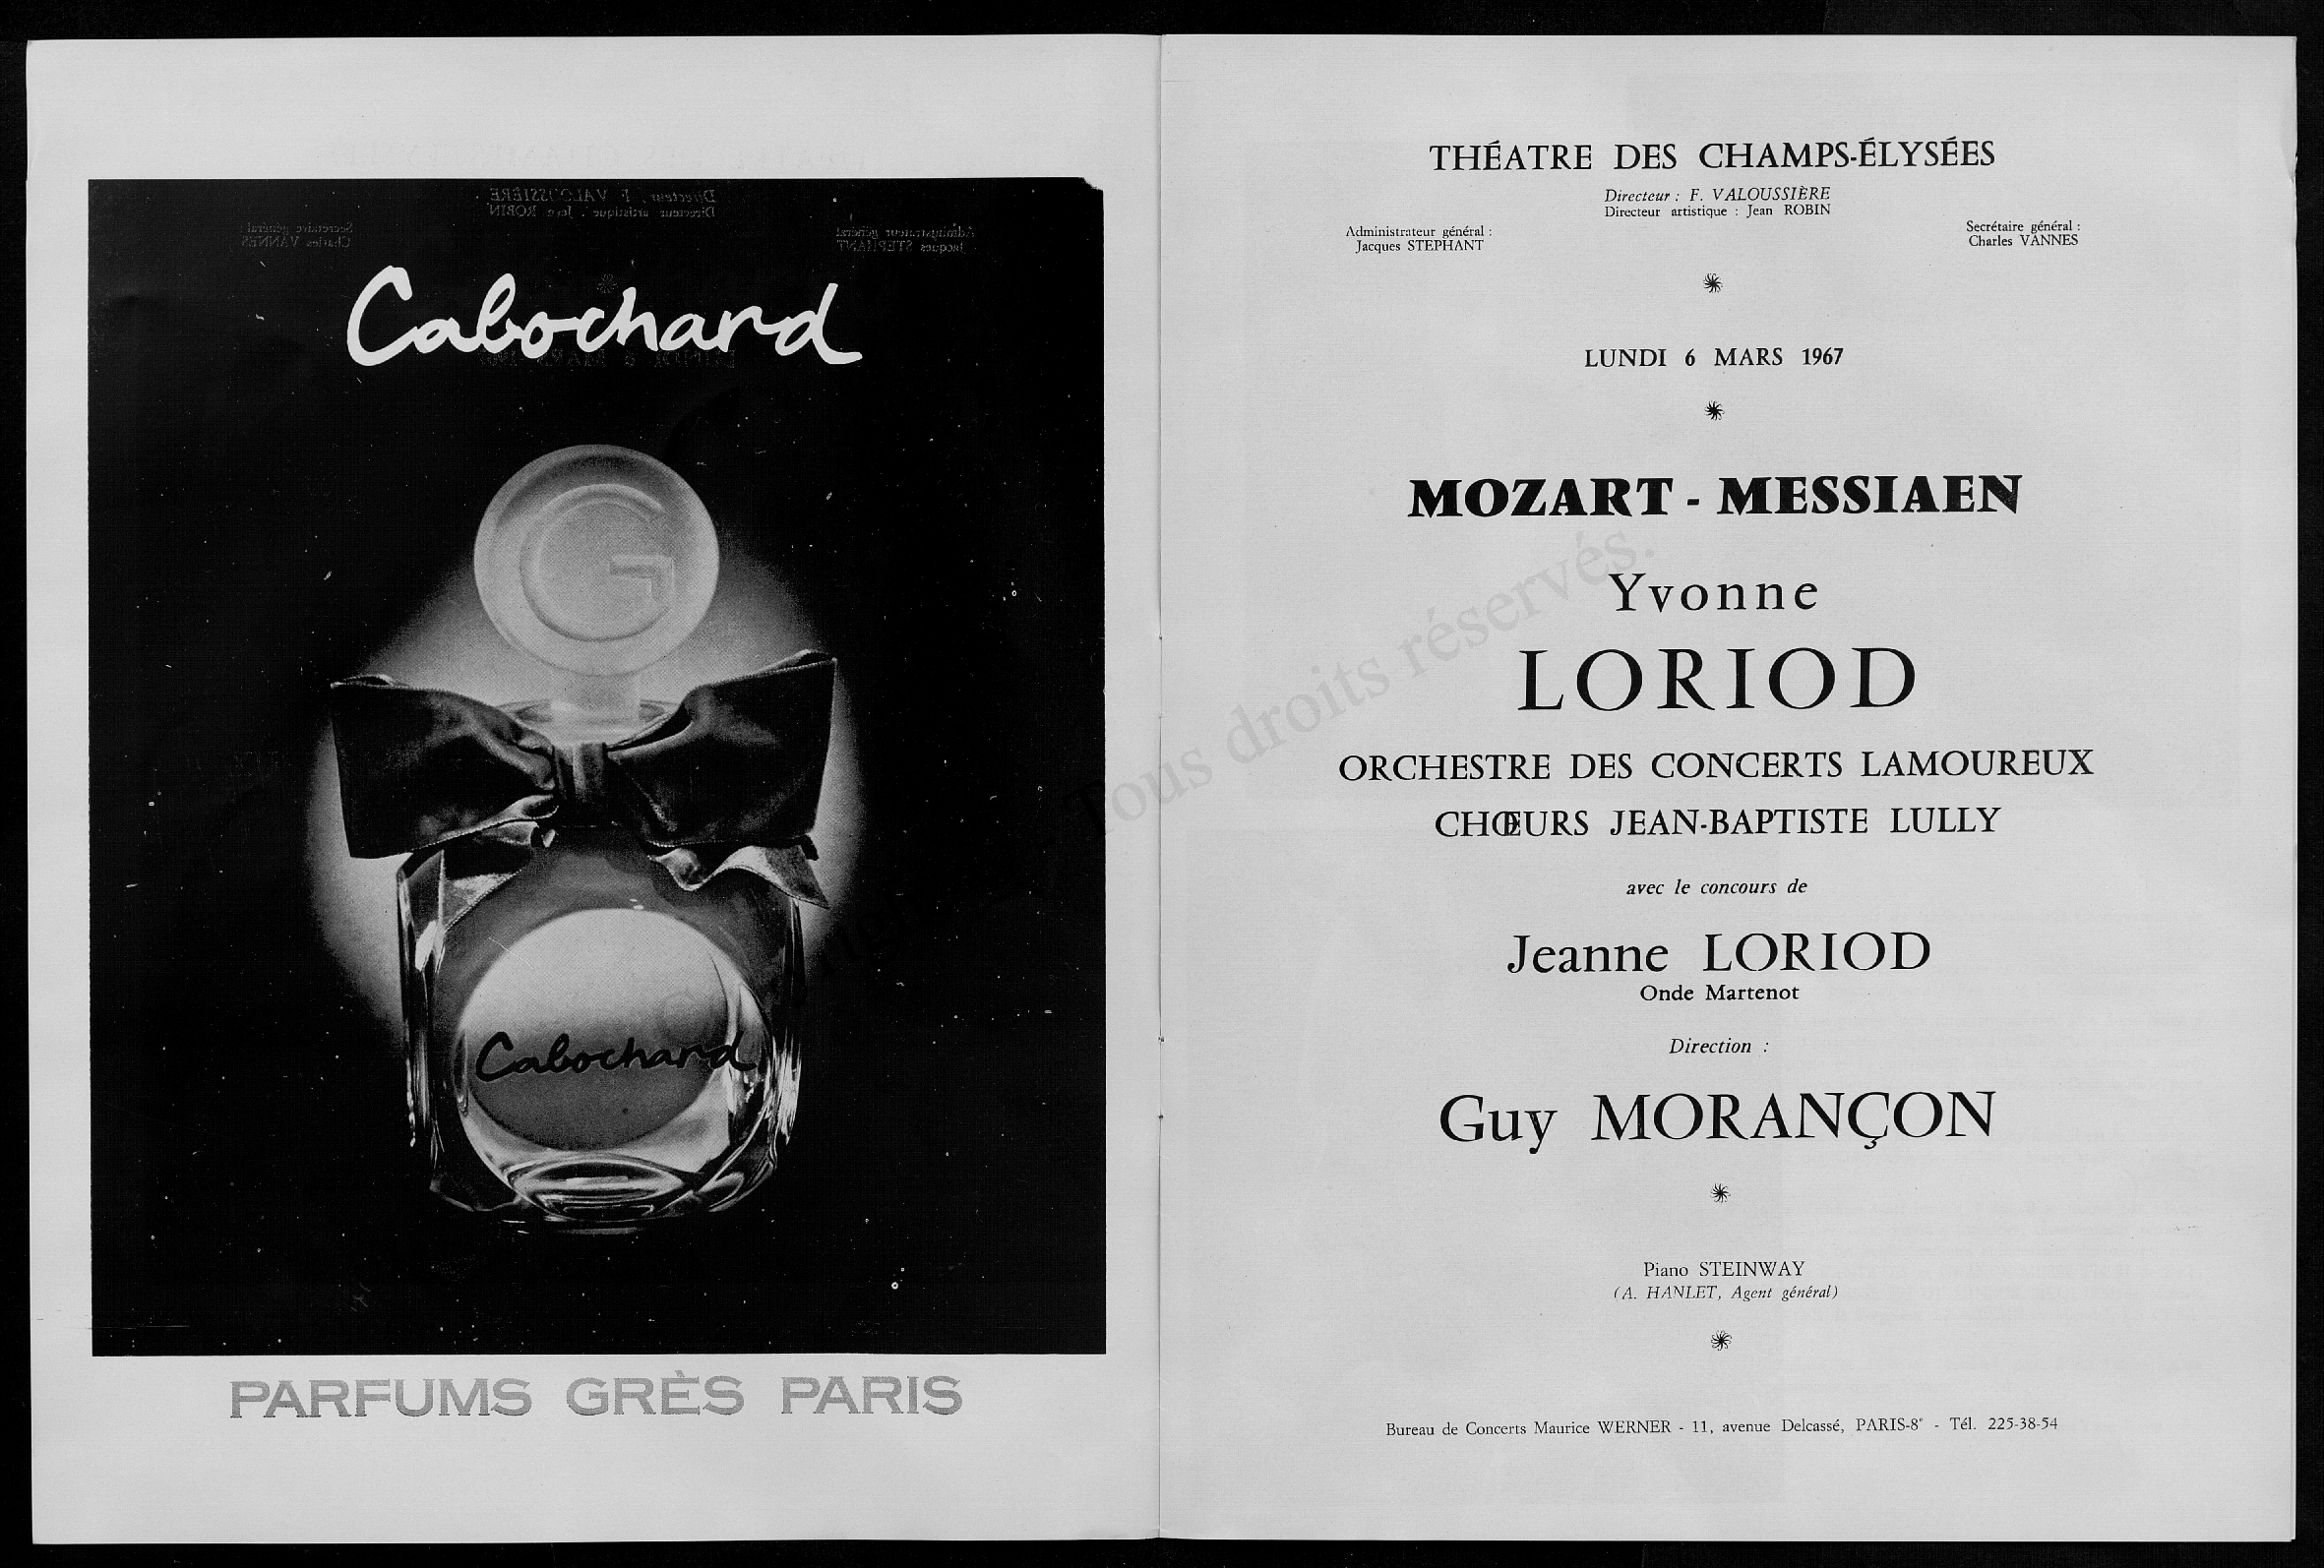 Cabochard
G
Cabochard
PARFUMS GRÈS PARIS
THÉATRE DES CHAMPS-ÉLYSÉES
Directeur : F. VALOUSSIÈRE
Directeur artistique : Jean ROBIN
Administrateur général :
Jacques STEPHANT
Secrétaire général :
Charles VANNES
LUNDI 6 MARS 1967
MOZART - MESSIAEN
Yvonne
LORIOD
ORCHESTRE DES CONCERTS LAMOUREUX
CHŒURS JEAN-BAPTISTE LULLY
avec le concours de
Jeanne LORIOD
Onde Martenot
Direction :
Guy MORANÇON
Piano STEINWAY
(A. HANLET, Agent général)
Bureau de Concerts Maurice WERNER - 11, avenue Delcassé, PARIS-8e - Tél. 225-38-54
Tous droits réservés.